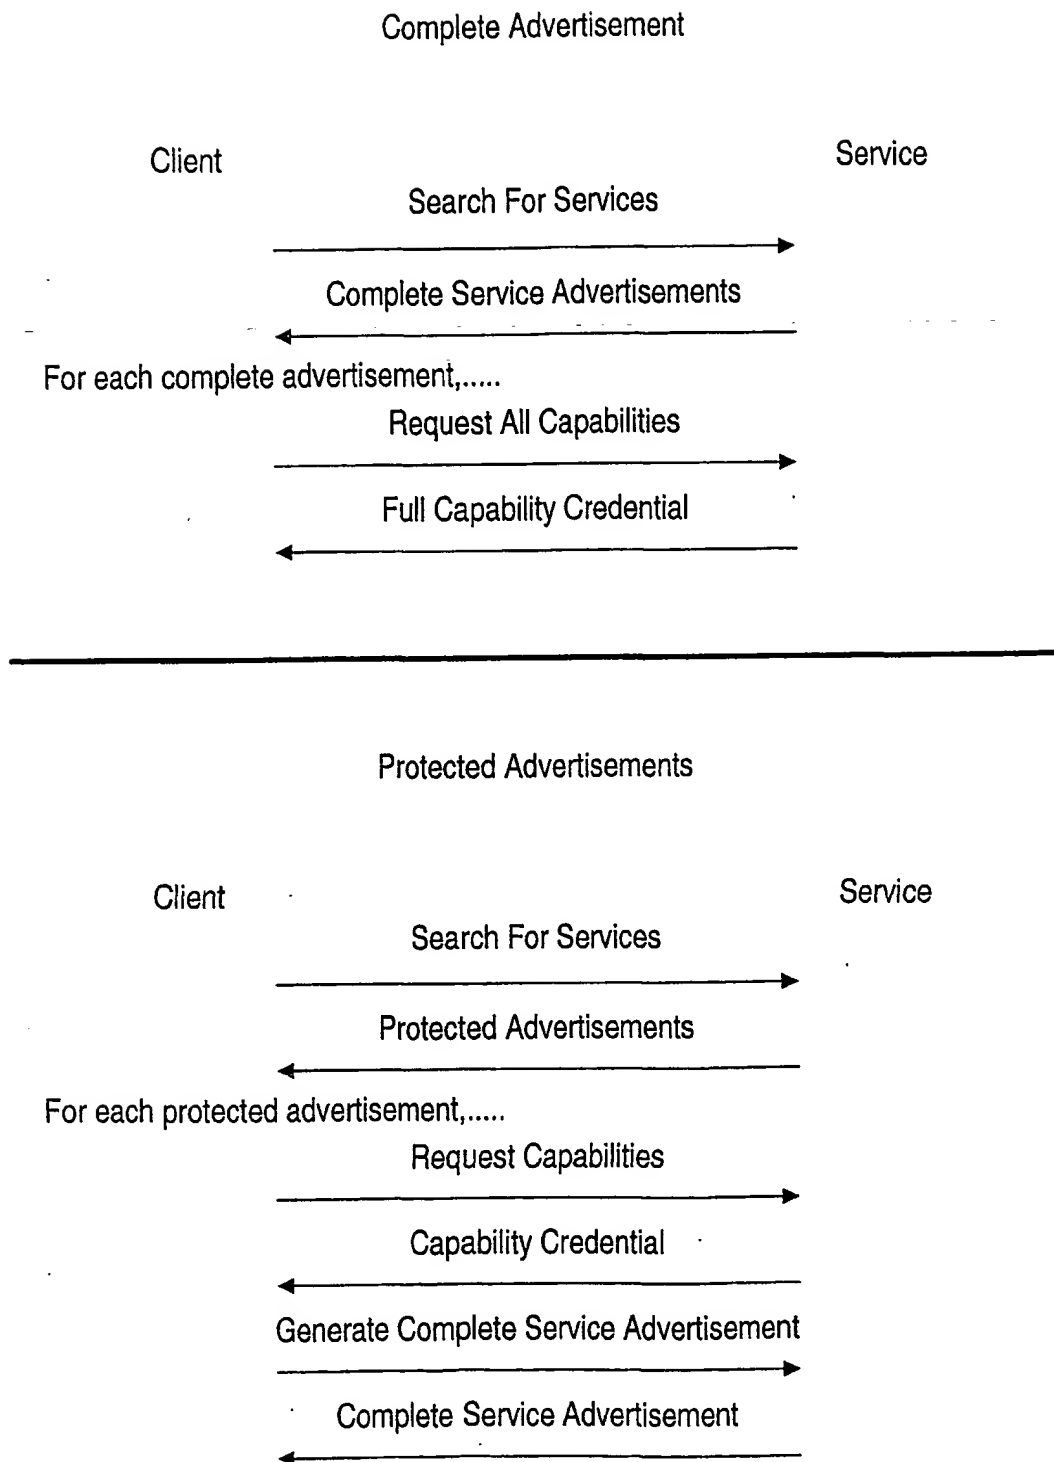 Complete Advertisement
Client
Service
Search For Services
Complete Service Advertisements
For each complete advertisement,.....
Request All Capabilities
Full Capability Credential
Protected Advertisements
Client
Service
Search For Services
Protected Advertisements
For each protected advertisement,.....
Request Capabilities
Capability Credential
Generate Complete Service Advertisement
Complete Service Advertisement